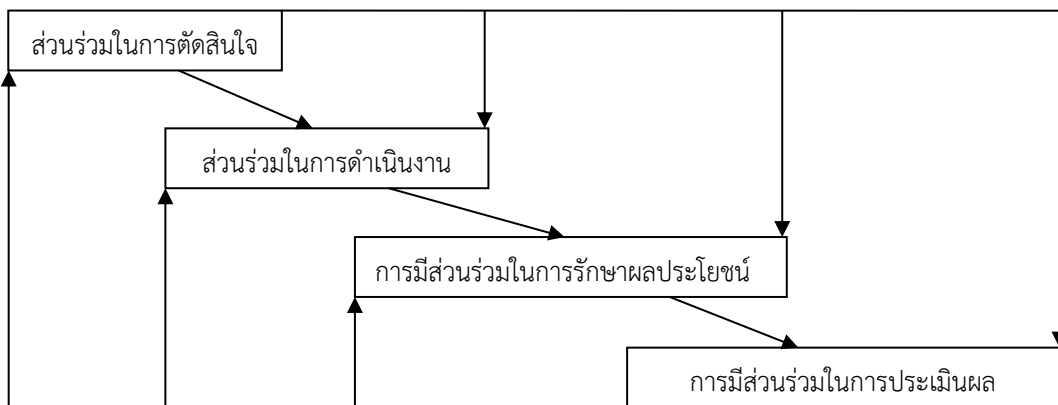 ส่วนร่วมในการตัดสินใจ
ส่วนร่วมในการดำเนินงาน
การมีส่วนร่วมในการรักษาผลประโยชน์
การมีส่วนร่วมในการประเมินผล